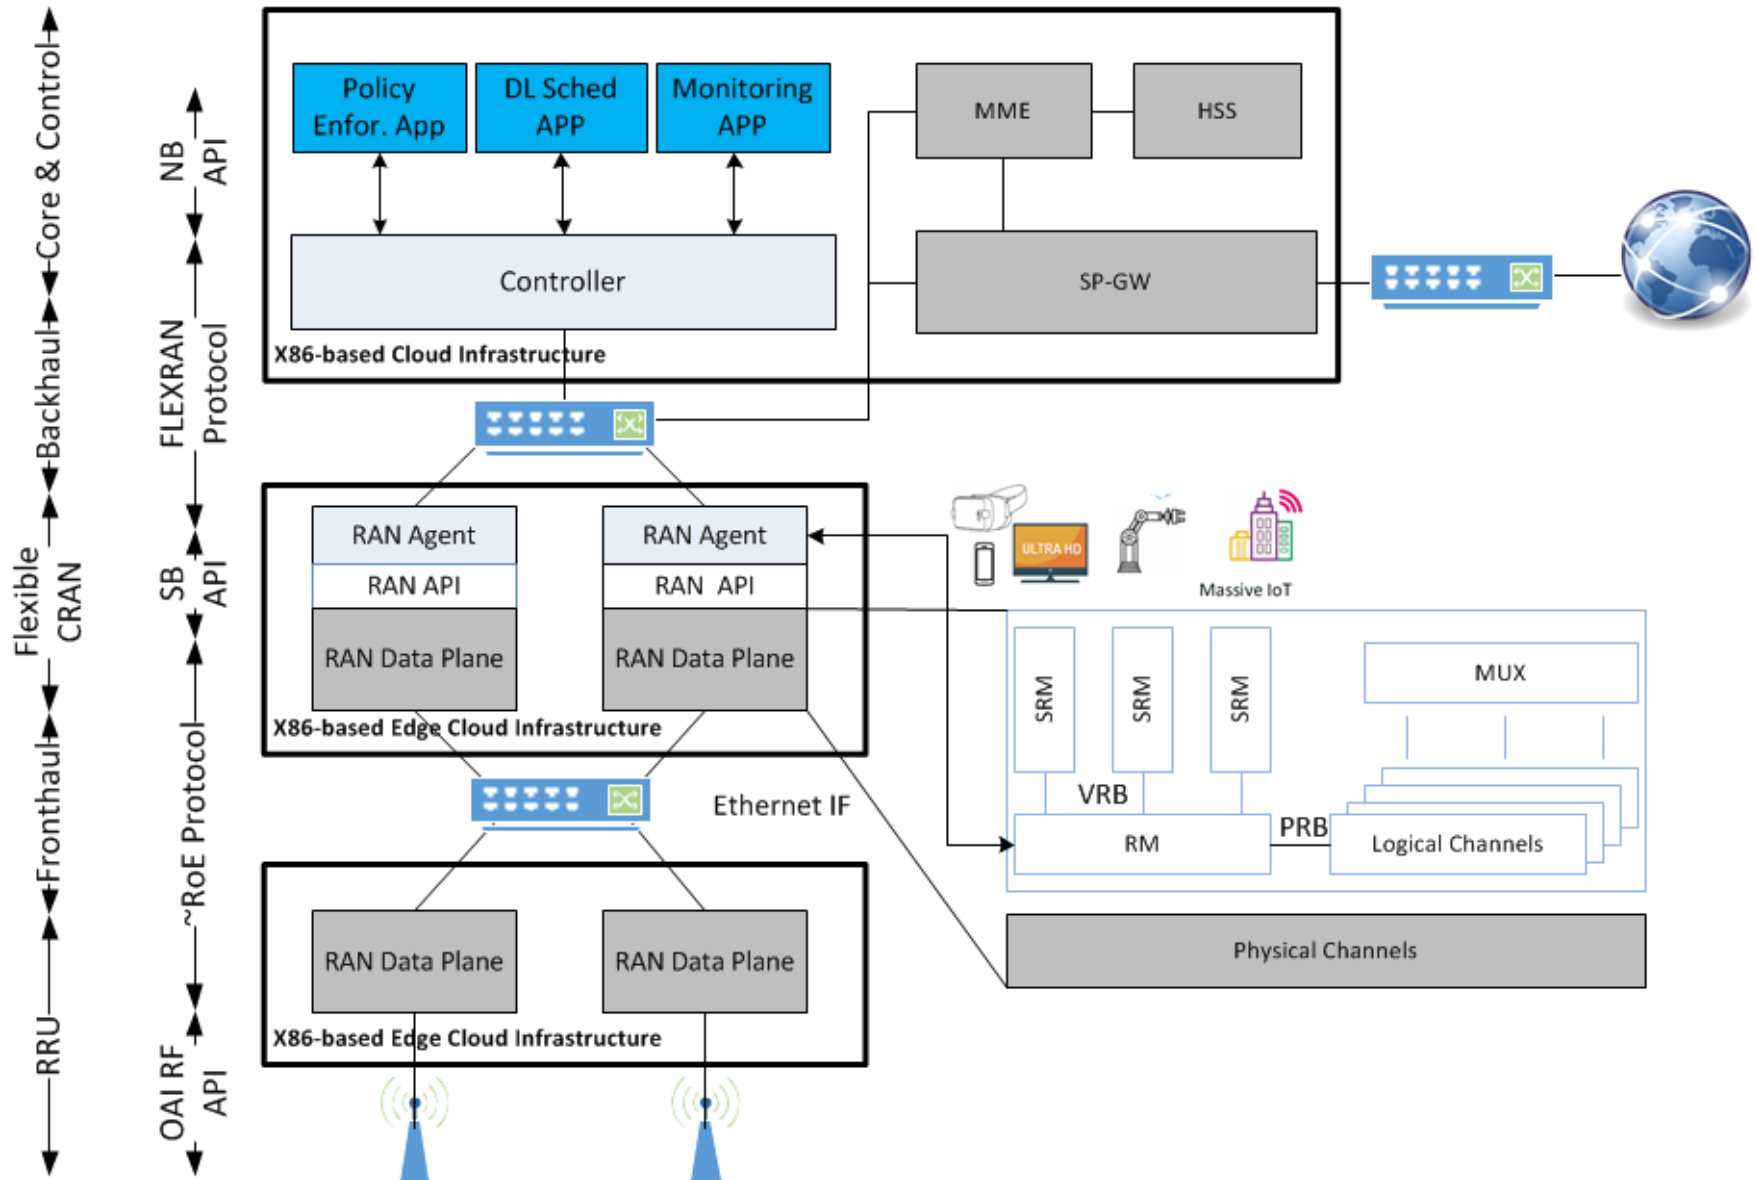 Core & Control
Backhaul
Flexible
CRAN
Fronthaul
RRU
NB
API
FLEXRAN
Protocol
SB
API
~RoE Protocol
OAI RF
API
Policy
Enfor. App
DL Sched
APP
Monitoring
APP
MME
HSS
Controller
SP-GW
X86-based Cloud Infrastructure
RAN Agent
RAN API
RAN Data Plane
RAN Agent
RAN API
RAN Data Plane
X86-based Edge Cloud Infrastructure
ULTRA HD
Massive IoT
SRM
SRM
SRM
MUX
VRB
RM
PRB
Logical Channels
Physical Channels
Ethernet IF
RAN Data Plane
RAN Data Plane
X86-based Edge Cloud Infrastructure